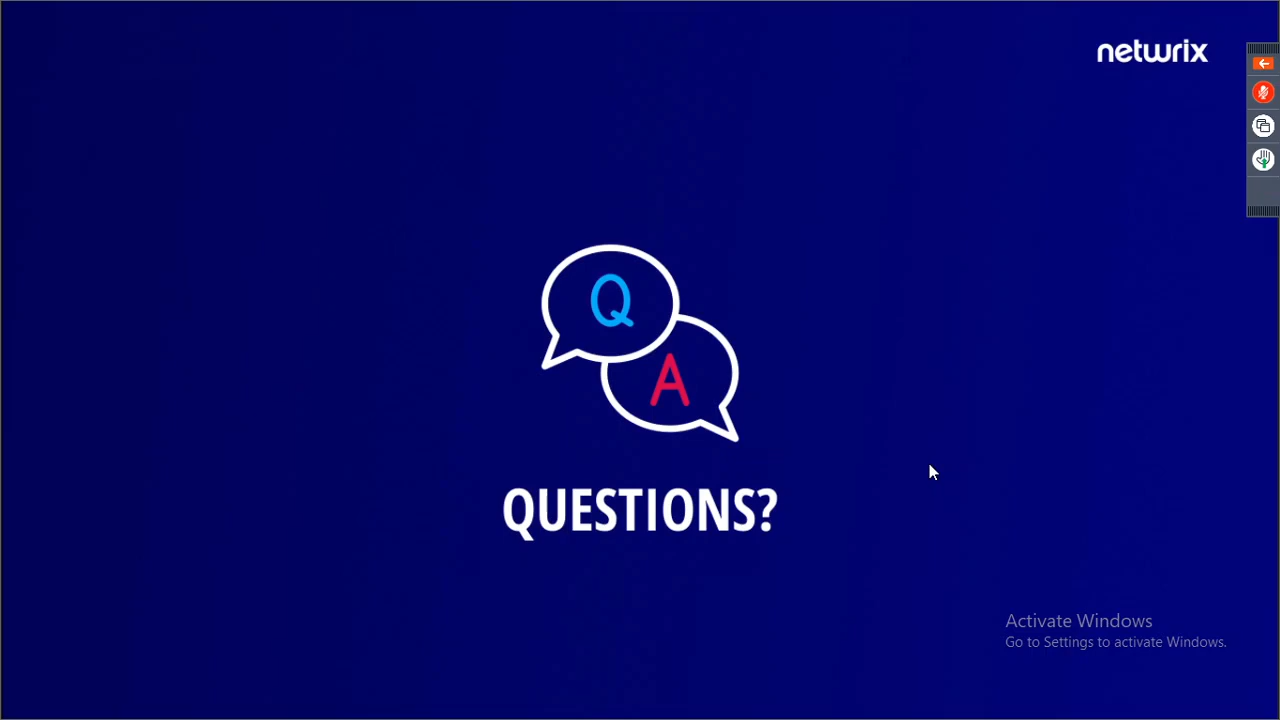 netwrix
Q
A
QUESTIONS?
Activate Windows
Go to Settings to activate Windows.